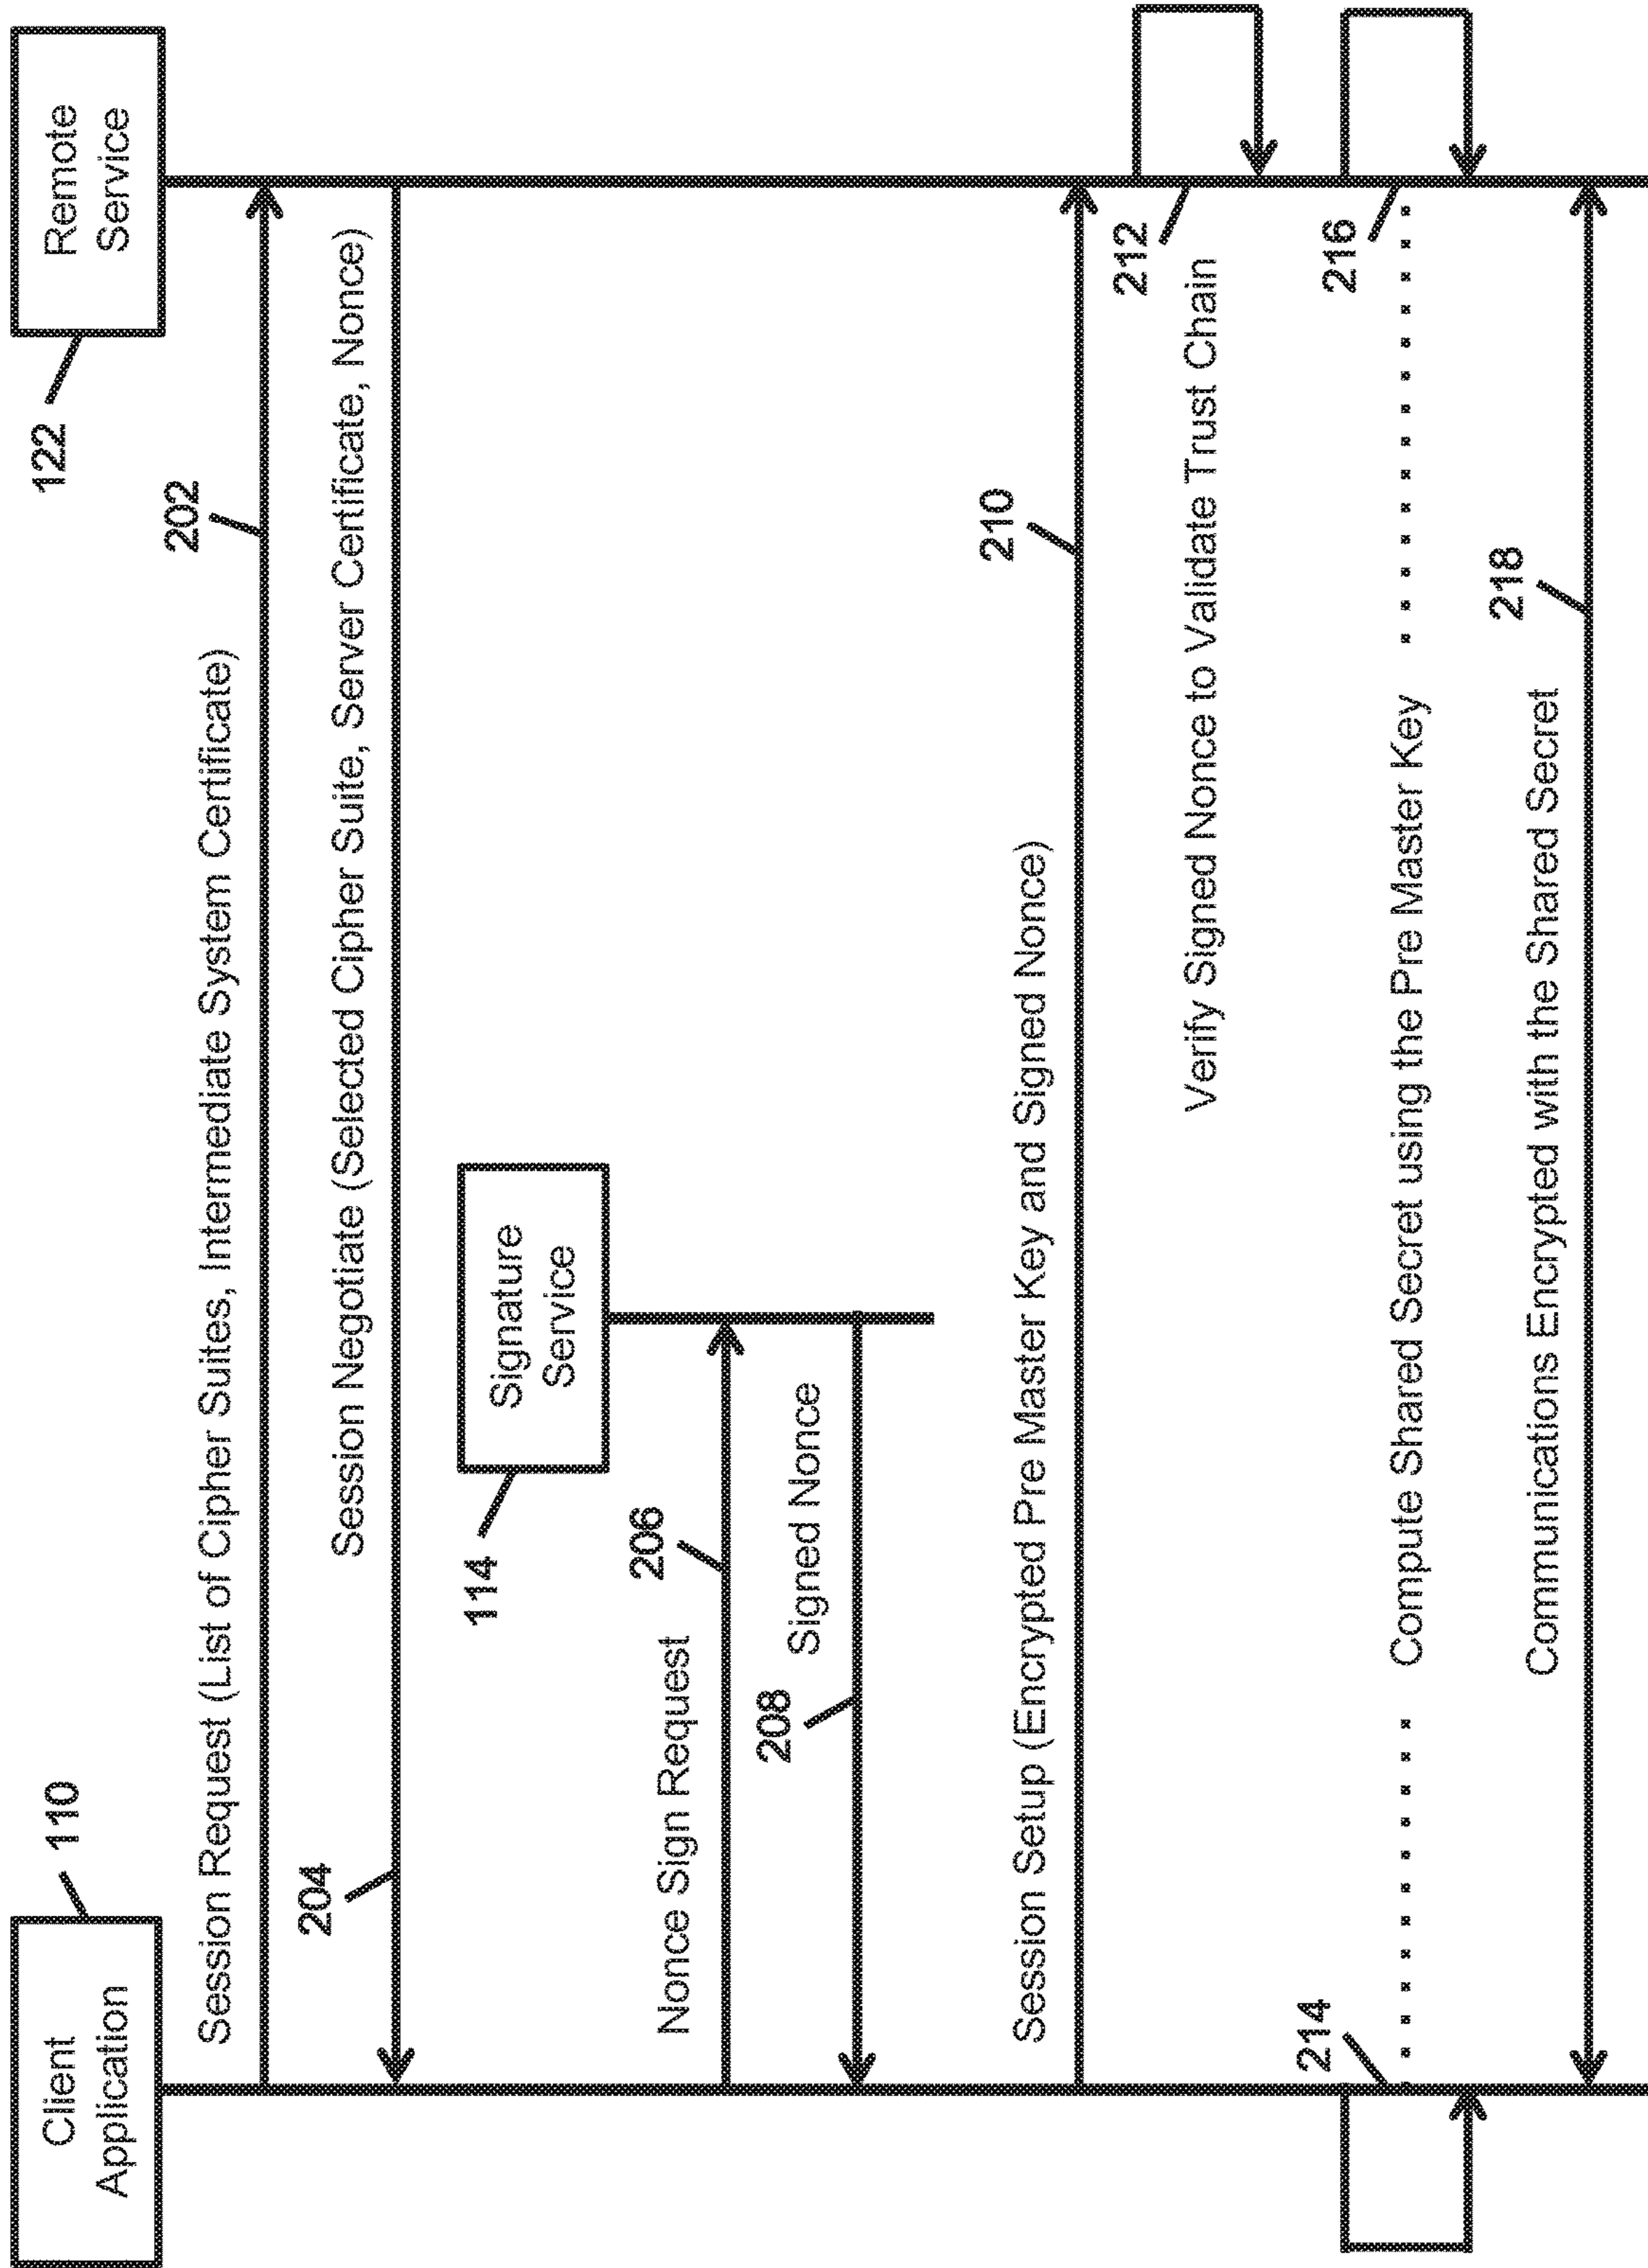 Client
Application
110
Remote
Service
122
Session Request (List of Cipher Suites, Intermediate System Certificate)
202
Session Negotiate (Selected Cipher Suite, Server Certificate, Nonce)
204
Signature
Service
114
Nonce Sign Request
206
Signed Nonce
208
Session Setup (Encrypted Pre Master Key and Signed Nonce)
210
Verify Signed Nonce to Validate Trust Chain
212
214
Compute Shared Secret using the Pre Master Key
216
Communications Encrypted with the Shared Secret
218